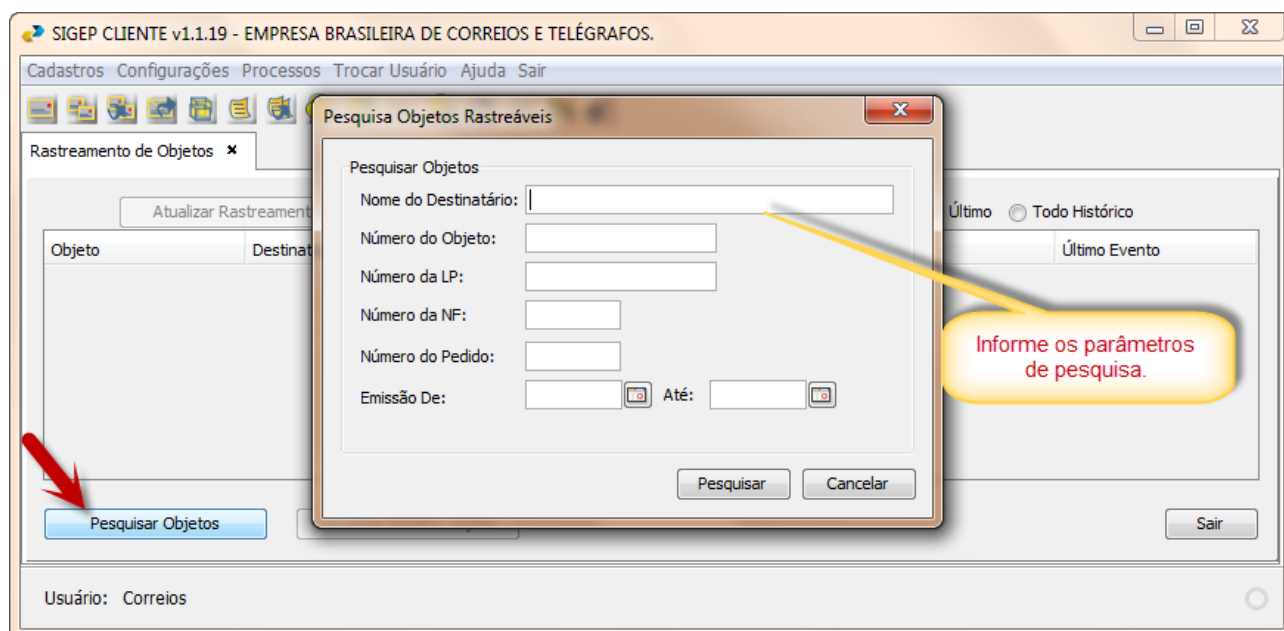 SIGEP CLIENTE v1.1.19 - EMPRESA BRASILEIRA DE CORREIOS E TELÉGRAFOS.
Cadastros Configurações Processos Trocar Usuário Ajuda Sair
Pesquisa Objetos Rastreáveis
Rastreamento de Objetos
Pesquisar Objetos
Nome do Destinatário:
Atualizar Rastreament
Último Todo Histórico
Número do Objeto:
Objeto Destinat Último Evento
Número da LP:
Número da NF:
Informe os parâmetros
de pesquisa.
Número do Pedido:
Emissão De: Até:
Pesquisar Cancelar
Pesquisar Objetos Sair
Usuário: Correios